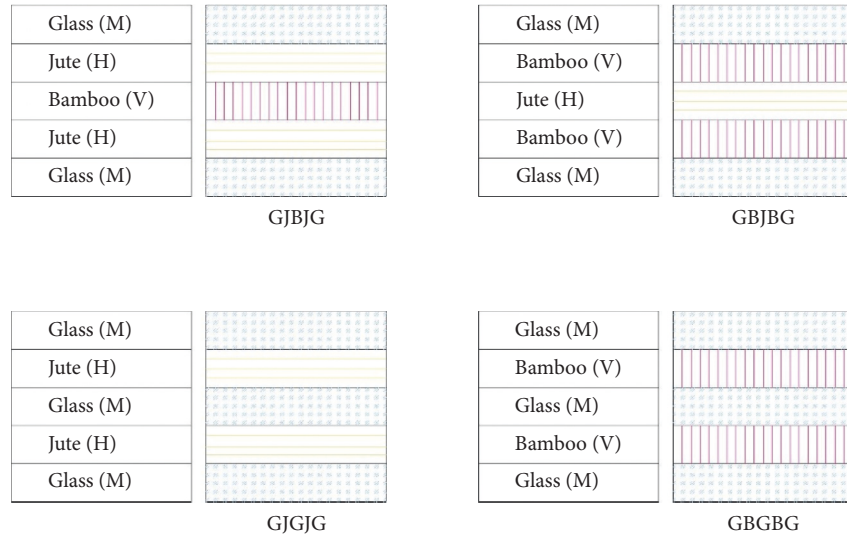 Glass (M)
Jute (H)
Bamboo (V)
Jute (H)
Glass (M)
GJBJG
Glass (M)
Bamboo (V)
Jute (H)
Bamboo (V)
Glass (M)
GBJBG
Glass (M)
Jute (H)
Glass (M)
Jute (H)
Glass (M)
GJGJG
Glass (M)
Bamboo (V)
Glass (M)
Bamboo (V)
Glass (M)
GBGBG